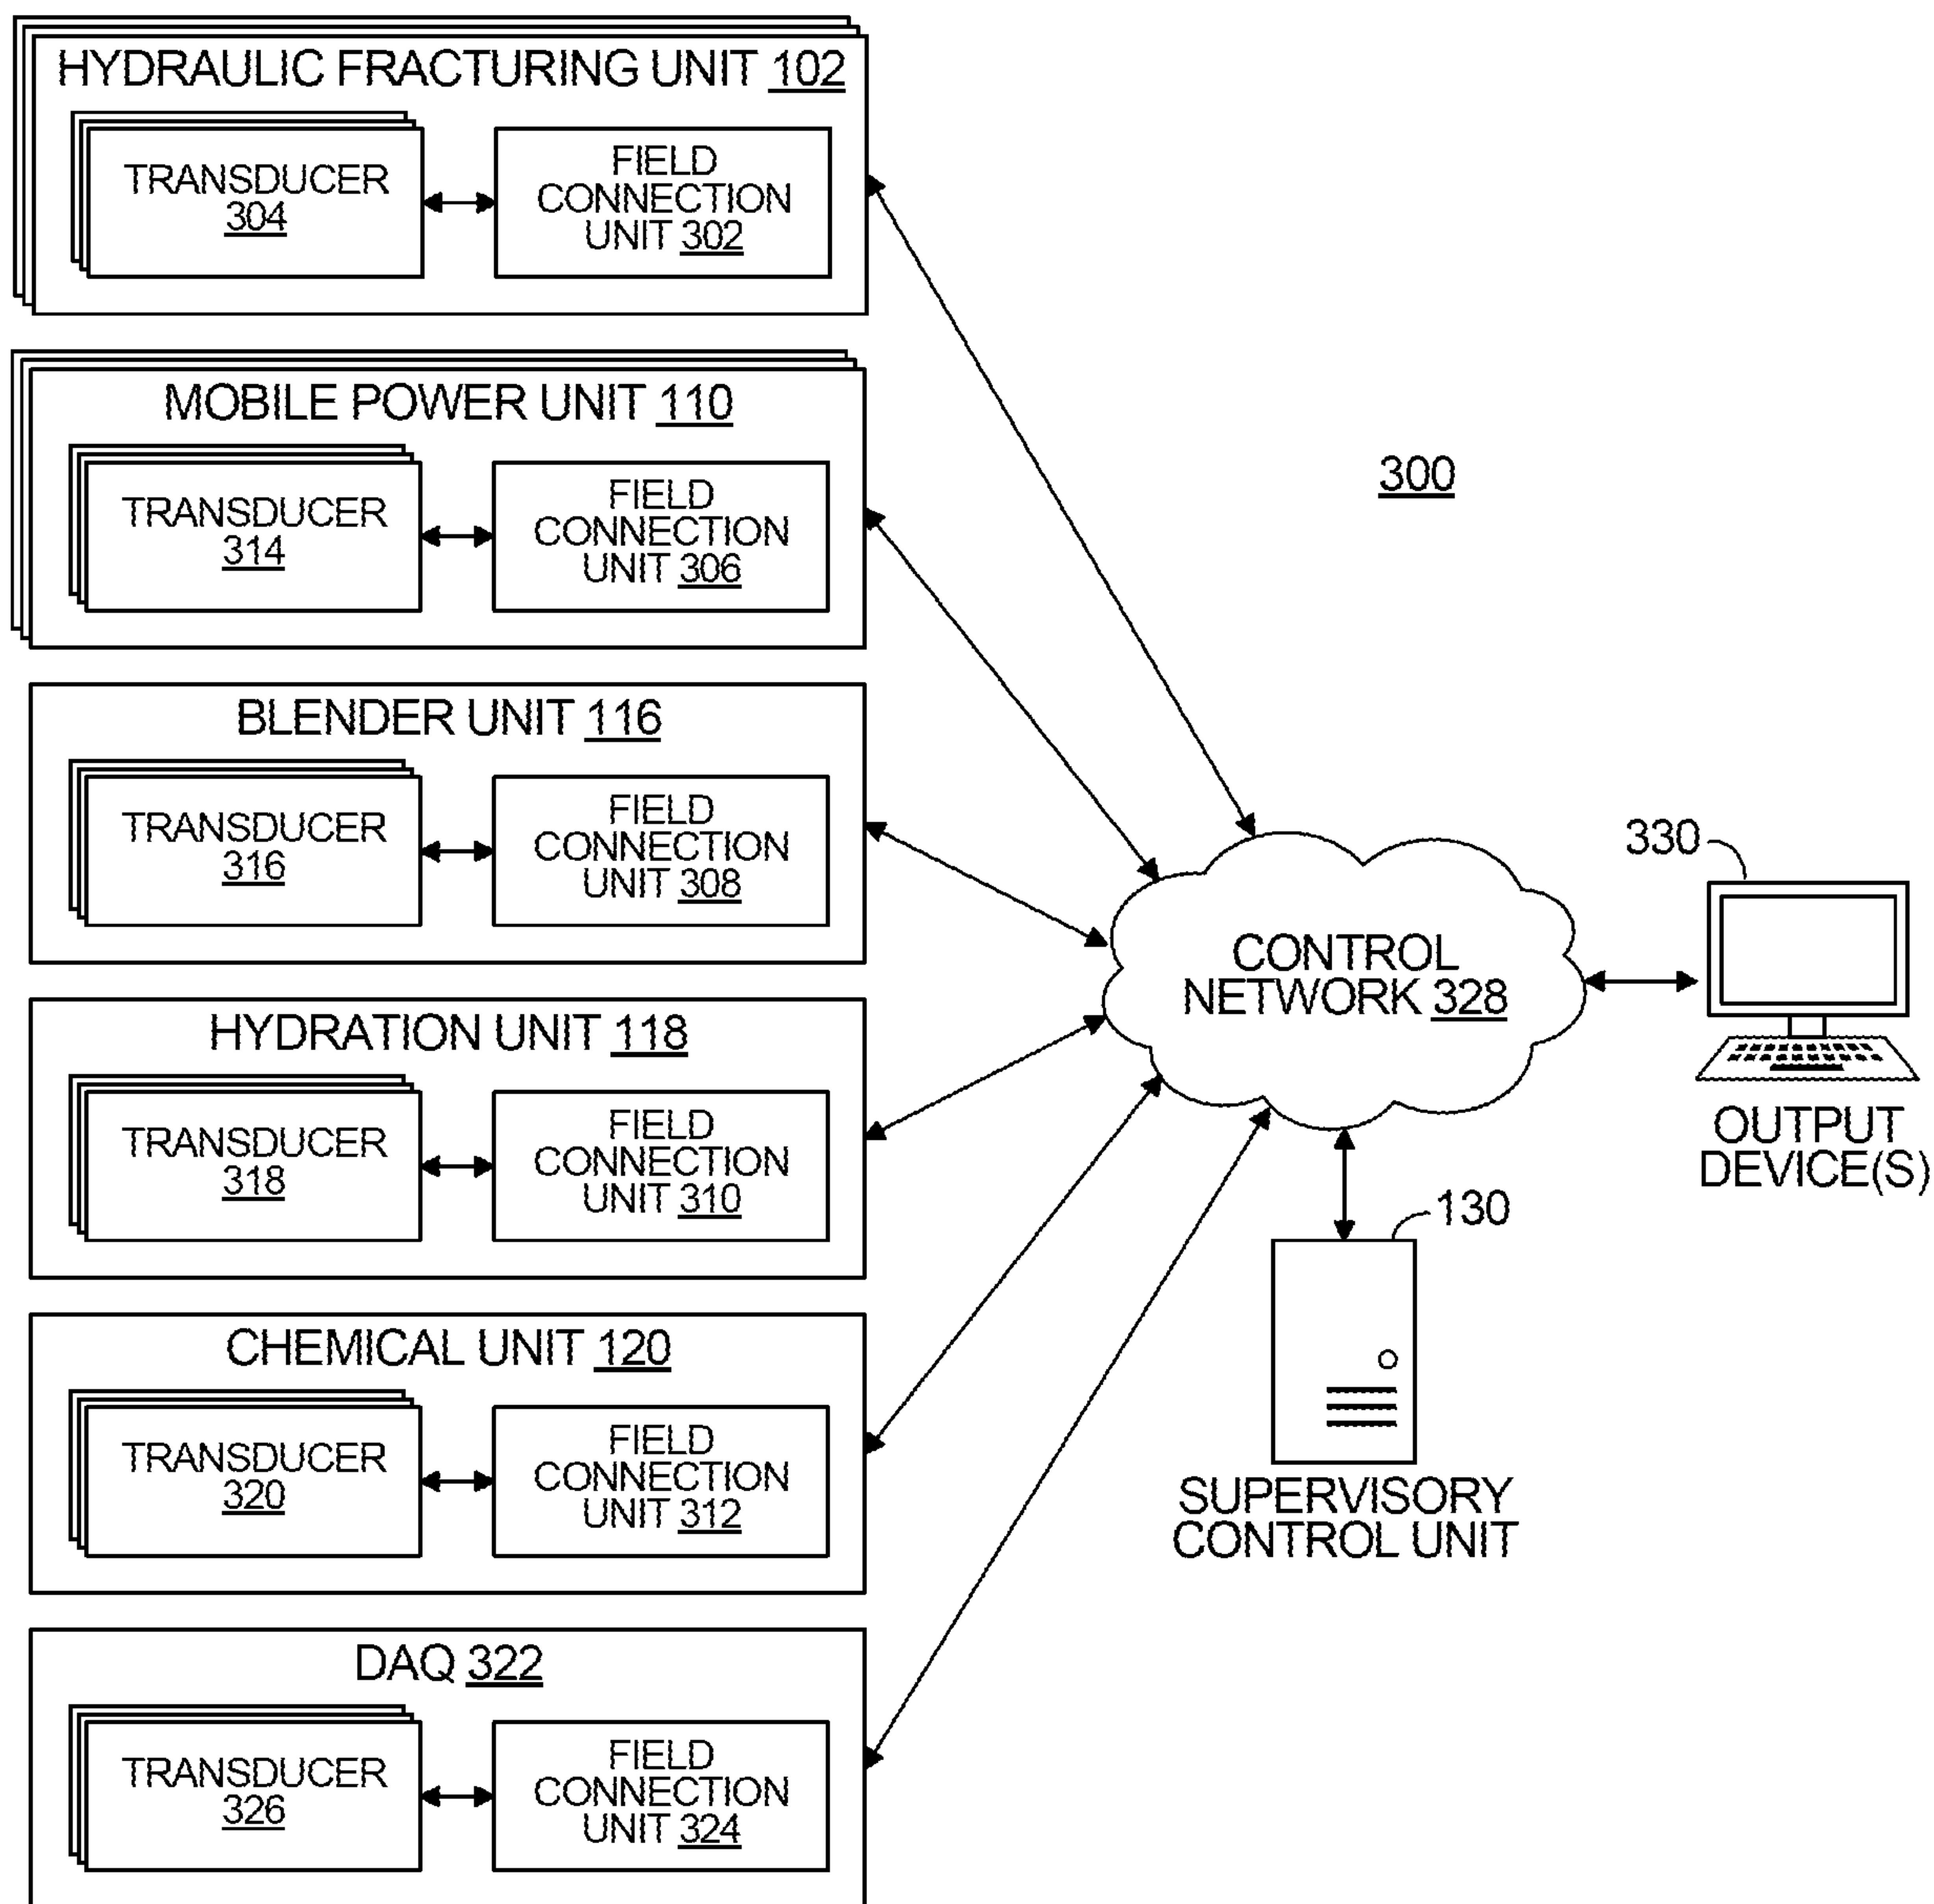 HYDRAULIC FRACTURING UNIT 102
TRANSDUCER
304
FIELD
CONNECTION
UNIT 302
MOBILE POWER UNIT 110
TRANSDUCER
314
FIELD
CONNECTION
UNIT 306
300
BLENDER UNIT 116
TRANSDUCER
316
FIELD
CONNECTION
UNIT 308
HYDRATION UNIT 118
TRANSDUCER
318
FIELD
CONNECTION
UNIT 310
CHEMICAL UNIT 120
TRANSDUCER
320
FIELD
CONNECTION
UNIT 312
DAQ 322
TRANSDUCER
326
FIELD
CONNECTION
UNIT 324
CONTROL
NETWORK 328
330
OUTPUT
DEVICE(S)
130
SUPERVISORY
CONTROL UNIT